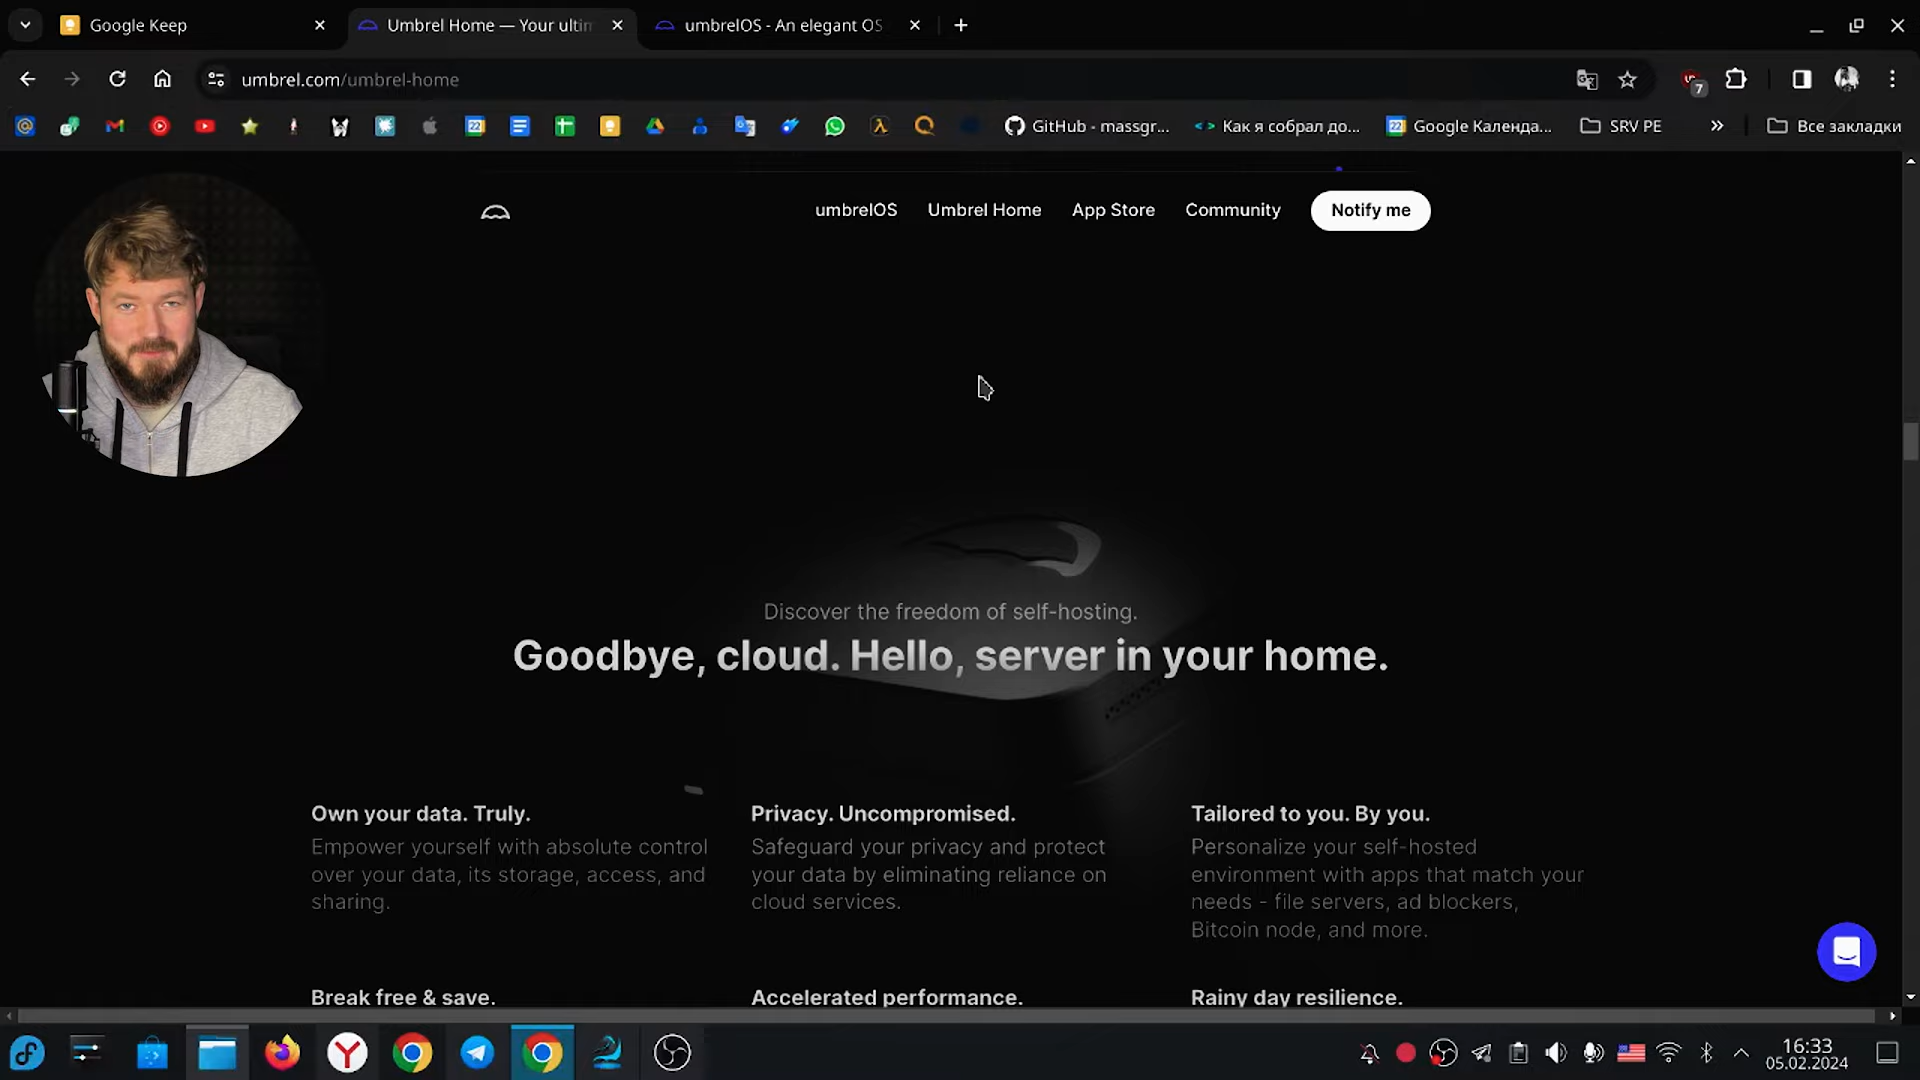 Google Keep
Umbrel Home — Your ultin
umbrelOS - An elegant OS
umbrel.com/umbrel-home
7
GitHub - massgr...
Как я собрал до...
Google Календа...
SRV PE
Все закладки
umbrelOS
Umbrel Home
App Store
Community
Notify me
Discover the freedom of self-hosting.
Goodbye, cloud. Hello, server in your home.
Own your data. Truly.
Empower yourself with absolute control
over your data, its storage, access, and
sharing.
Privacy. Uncompromised.
Safeguard your privacy and protect
your data by eliminating reliance on
cloud services.
Tailored to you. By you.
Personalize your self-hosted
environment with apps that match your
needs - file servers, ad blockers,
Bitcoin node, and more.
Break free & save.
Accelerated performance.
Rainy day resilience.
16:33
05.02.2024